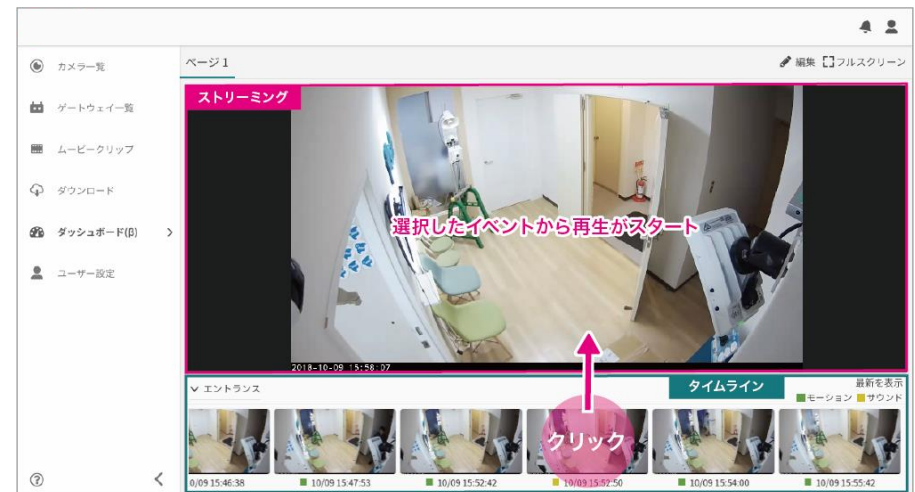 カメラ一覧
ゲートウェイ一覧
ムービークリップ
ダウンロード
ダッシュボード(β)
ユーザー設定
ページ 1
編集 フルスクリーン
ストリーミング
選択したイベントから再生がスタート
2018-10-09 15:58:07
エントランス
タイムライン
最新を表示
モーション サウンド
クリック
0/09 15:46:38
10/09 15:47:53
10/09 15:52:42
10/09 15:52:50
10/09 15:54:00
10/09 15:55:42